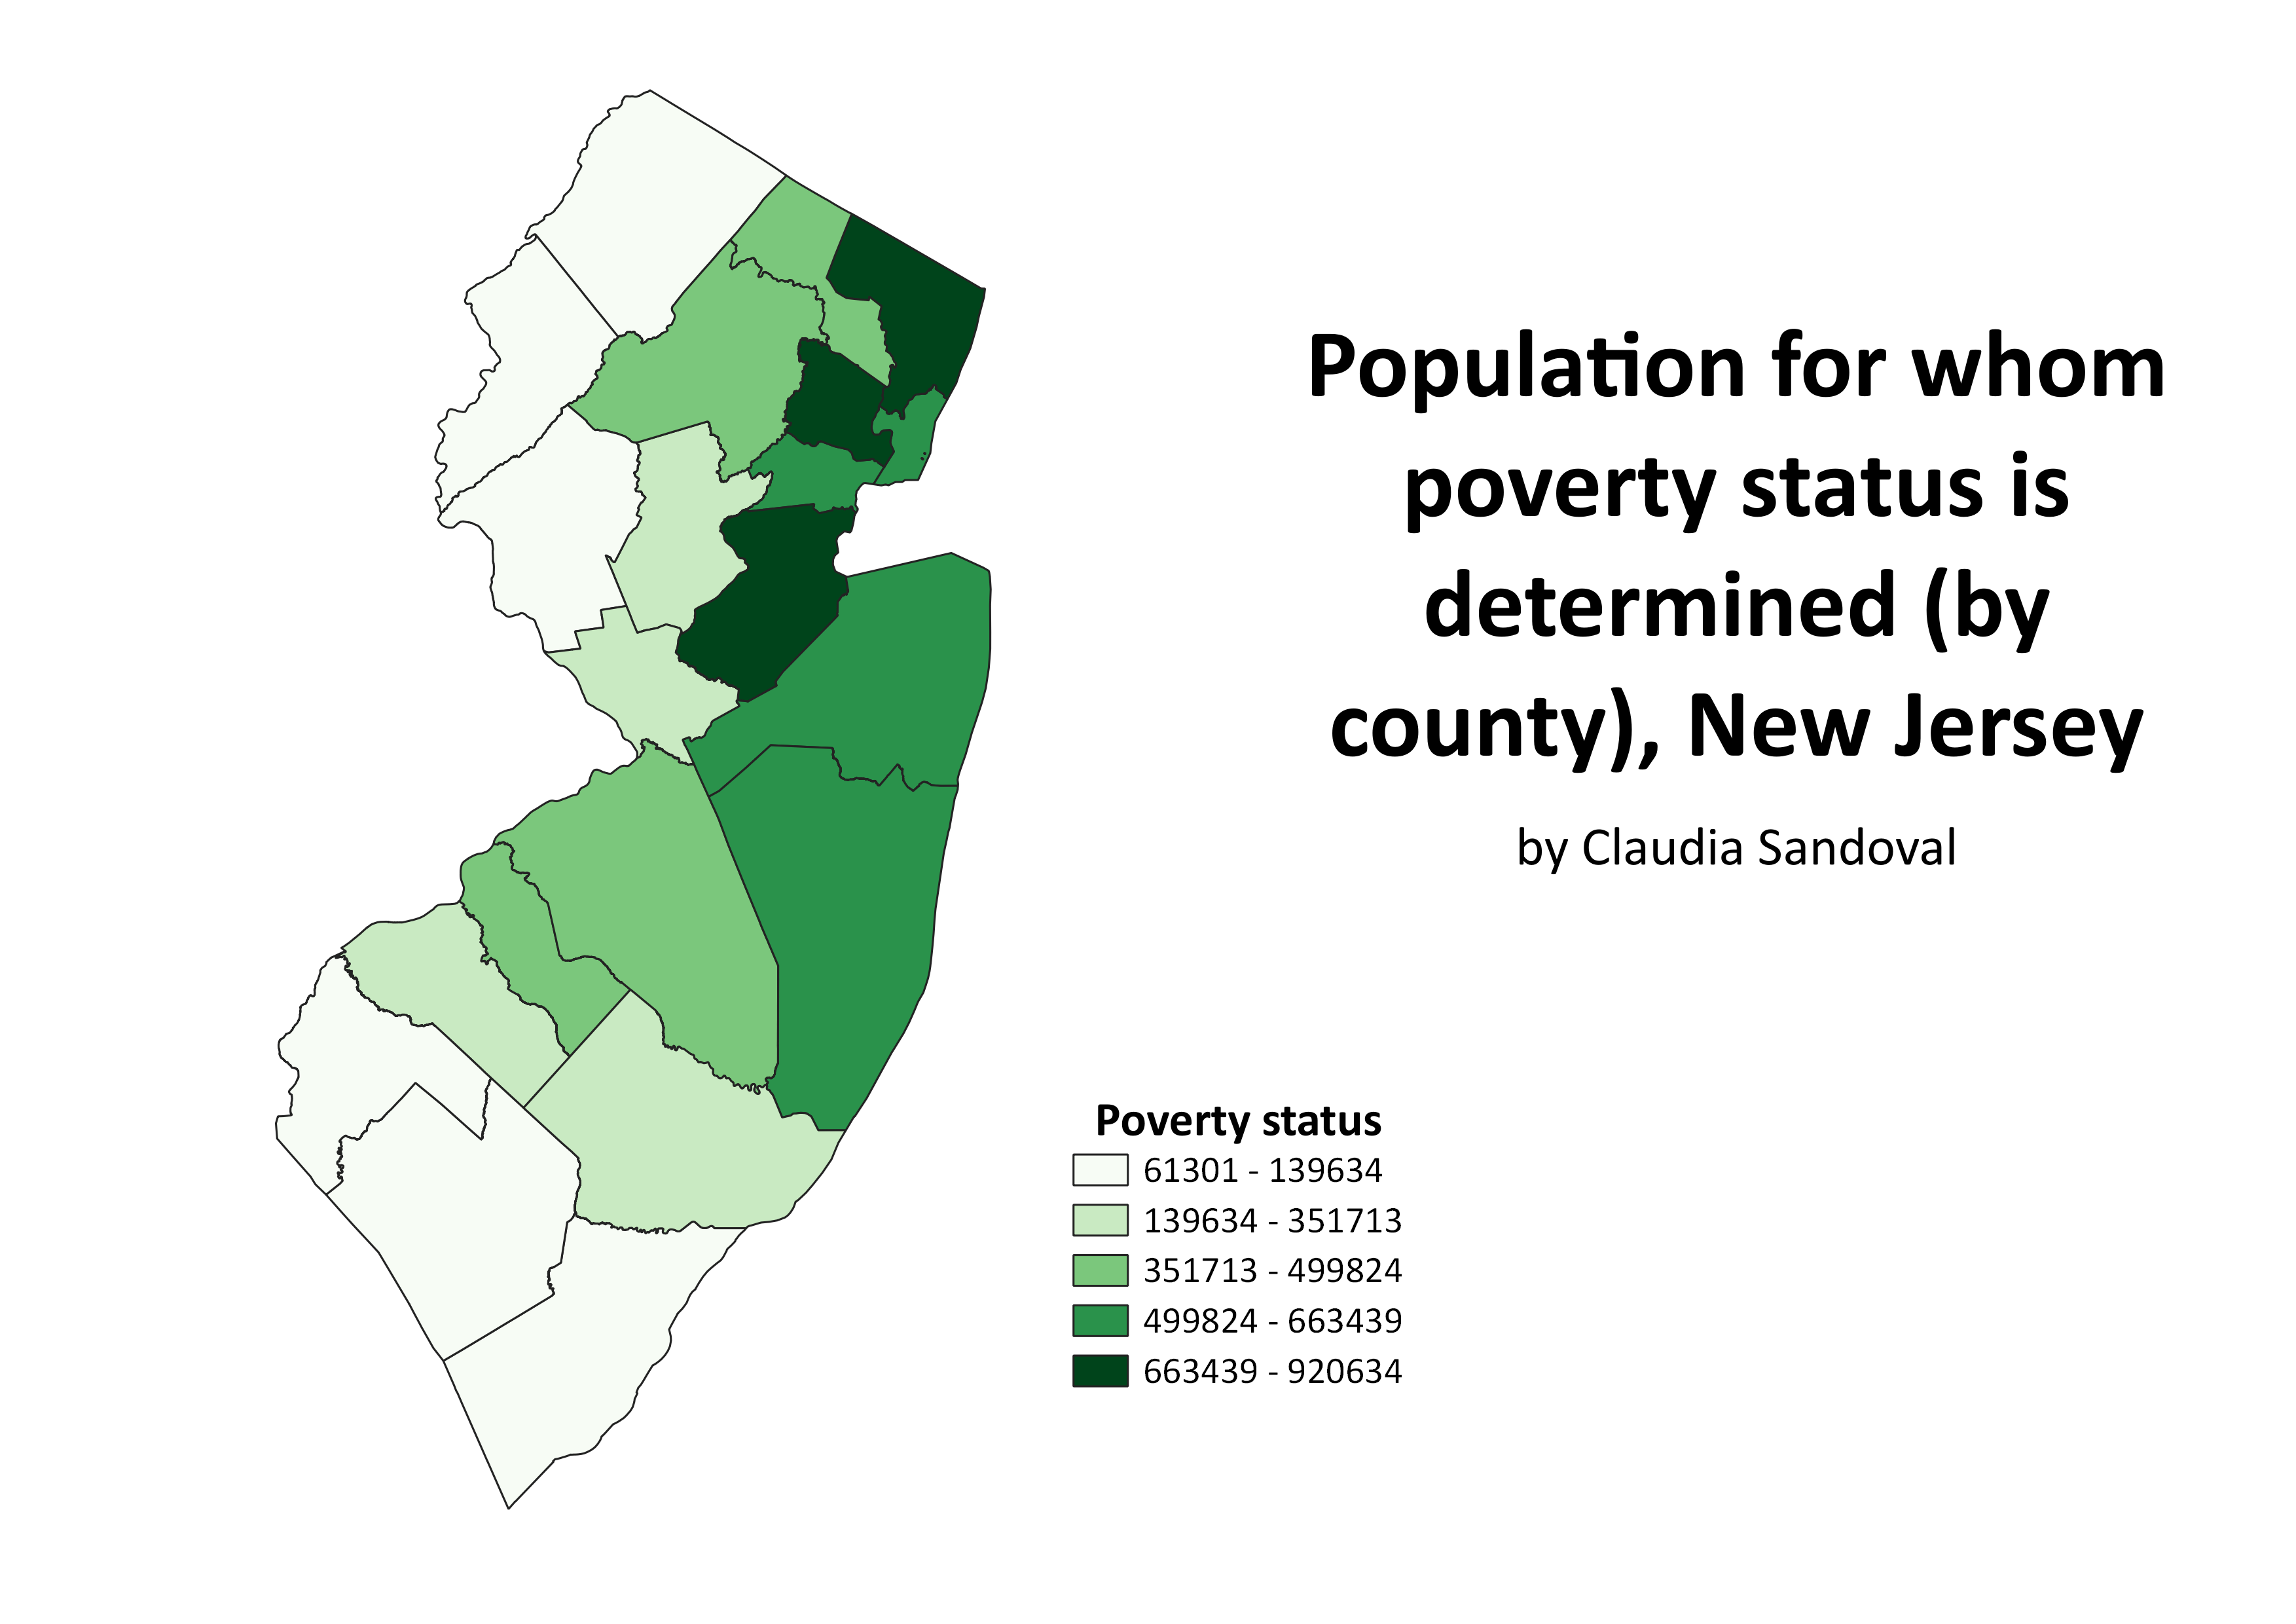 Population for whom
poverty status is
determined (by
county), New Jersey
by Claudia Sandoval
Poverty status
61301 - 139634
139634 - 351713
351713 - 499824
499824 - 663439
663439 - 920634